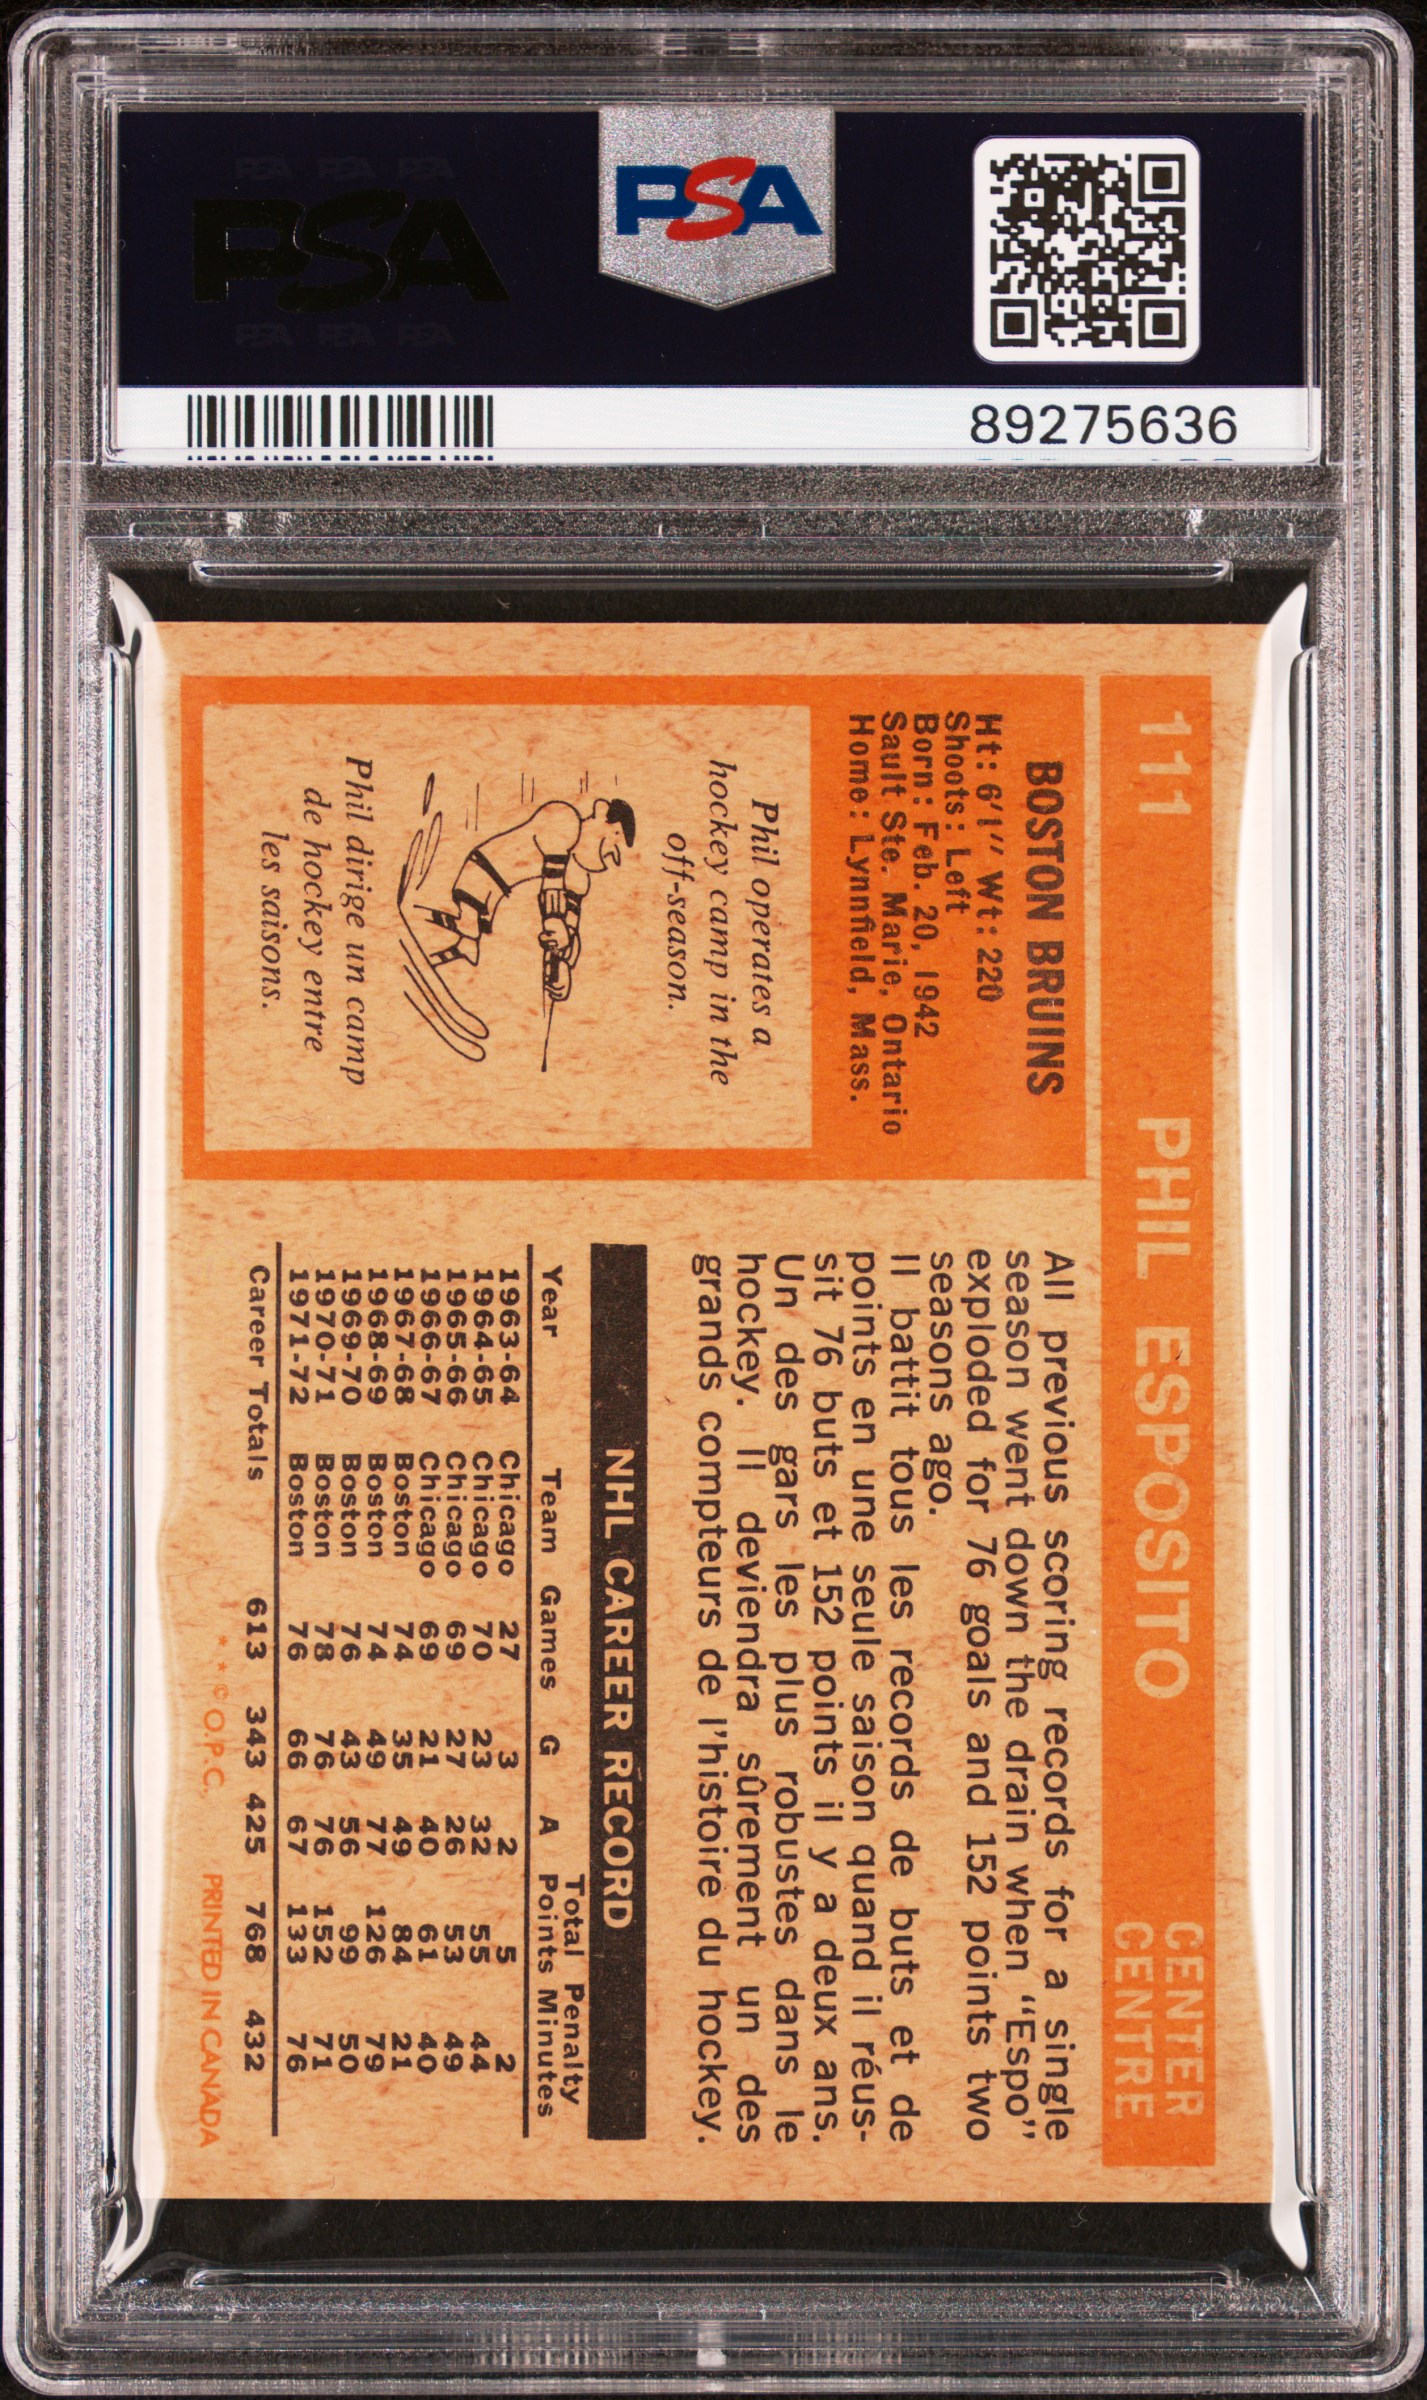 PSA PSA PSA
PSA
PSA PSA PSA
PSA
89275636
111 PHIL ESPOSITO CENTER
CENTRE
BOSTON BRUINS
Ht: 6'1" Wt: 220
Shoots: Left
Born: Feb. 20, 1942
Sault Ste. Marie, Ontario
Home: Lynnfield, Mass.
Phil operates a
hockey camp in the
off-season.
Phil dirige un camp
de hockey entre
les saisons.
All previous scoring records for a single
season went down the drain when "Espo"
exploded for 76 goals and 152 points two
seasons ago.
Il battit tous les records de buts et de
points en une seule saison quand il réus-
sit 76 buts et 152 points il y a deux ans.
Un des gars les plus robustes dans le
hockey. Il deviendra sûrement un des
grands compteurs de l'histoire du hockey.
NHL CAREER RECORD
Total Penalty
Year Team Games G A Points Minutes
1963-64 Chicago 27 3 2 5 2
1964-65 Chicago 70 23 32 55 44
1965-66 Chicago 69 27 26 53 49
1966-67 Chicago 69 21 40 61 40
1967-68 Boston 74 35 49 84 21
1968-69 Boston 74 49 77 126 79
1969-70 Boston 76 43 56 99 50
1970-71 Boston 78 76 76 152 71
1971-72 Boston 76 66 67 133 76
Career Totals 613 343 425 768 432
* * © O.P.C. PRINTED IN CANADA